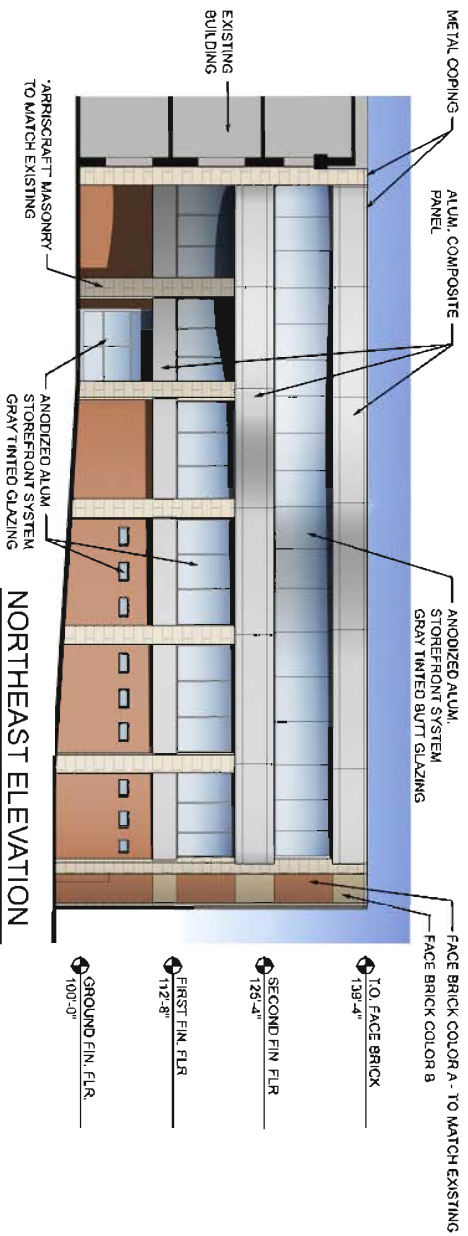 METAL COPING
ALUM. COMPOSITE
PANEL
ANODIZED ALUM.
STOREFRONT SYSTEM
GRAY TINTED BUTT GLAZING
FACE BRICK COLOR A - TO MATCH EXISTING
FACE BRICK COLOR B
EXISTING
BUILDING
T.O. FACE BRICK
139'-4"
SECOND FIN FLR
125'-4"
FIRST FIN. FLR
112'-8"
GROUND FIN. FLR.
100'-0"
"ARRISCRAFT" MASONRY
TO MATCH EXISTING
ANODIZED ALUM
STOREFRONT SYSTEM
GRAY TINTED GLAZING
NORTHEAST ELEVATION